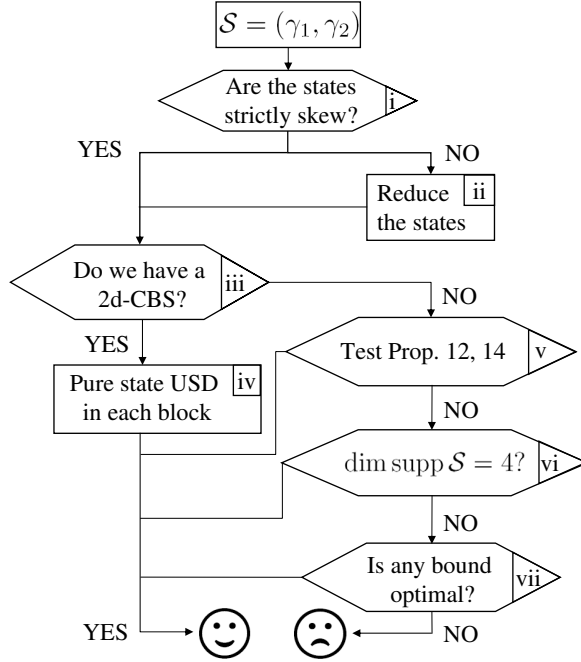 𝒮 = (γ₁, γ₂)
Are the states
strictly skew?
i
YES
NO
Reduce
the states
ii
Do we have a
2d-CBS?
iii
NO
YES
Test Prop. 12, 14
v
Pure state USD
in each block
iv
NO
dim supp 𝒮 = 4?
vi
NO
Is any bound
optimal?
vii
YES
NO